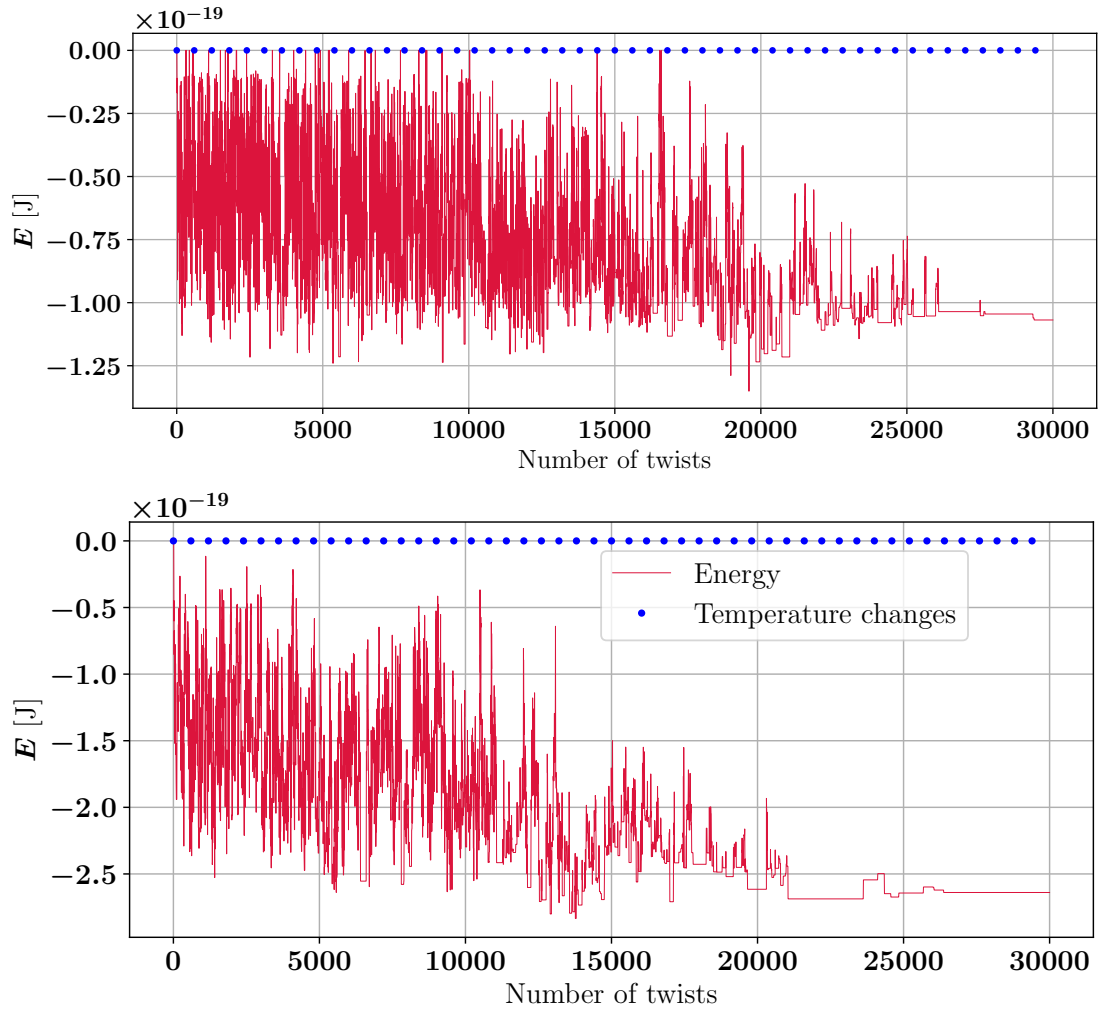 ×10⁻¹⁹
0.00
−0.25
−0.50
−0.75
−1.00
−1.25
E [J]
0 5000 10000 15000 20000 25000 30000
Number of twists
×10⁻¹⁹
0.0
−0.5
−1.0
−1.5
−2.0
−2.5
E [J]
Energy
Temperature changes
0 5000 10000 15000 20000 25000 30000
Number of twists